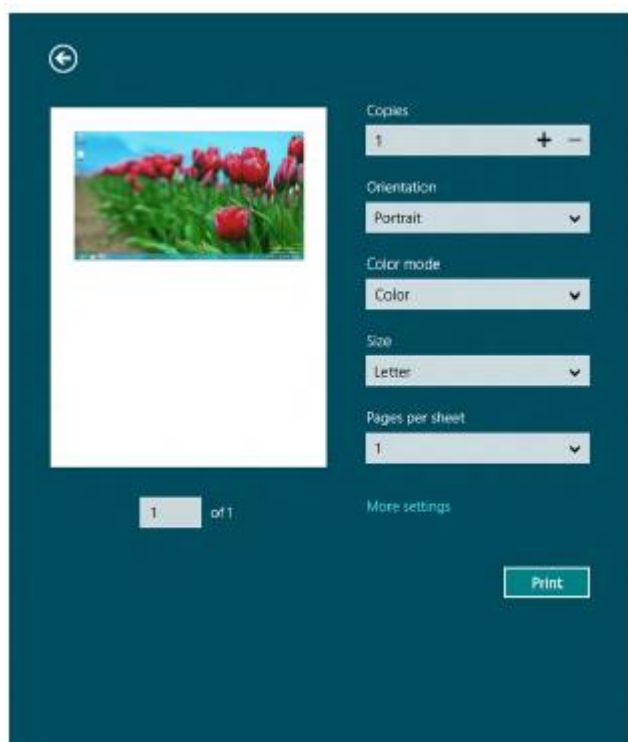 Copies
1
Orientation
Portrait
Color mode
Color
Size
Letter
Pages per sheet
1
More settings
1 of 1
Print